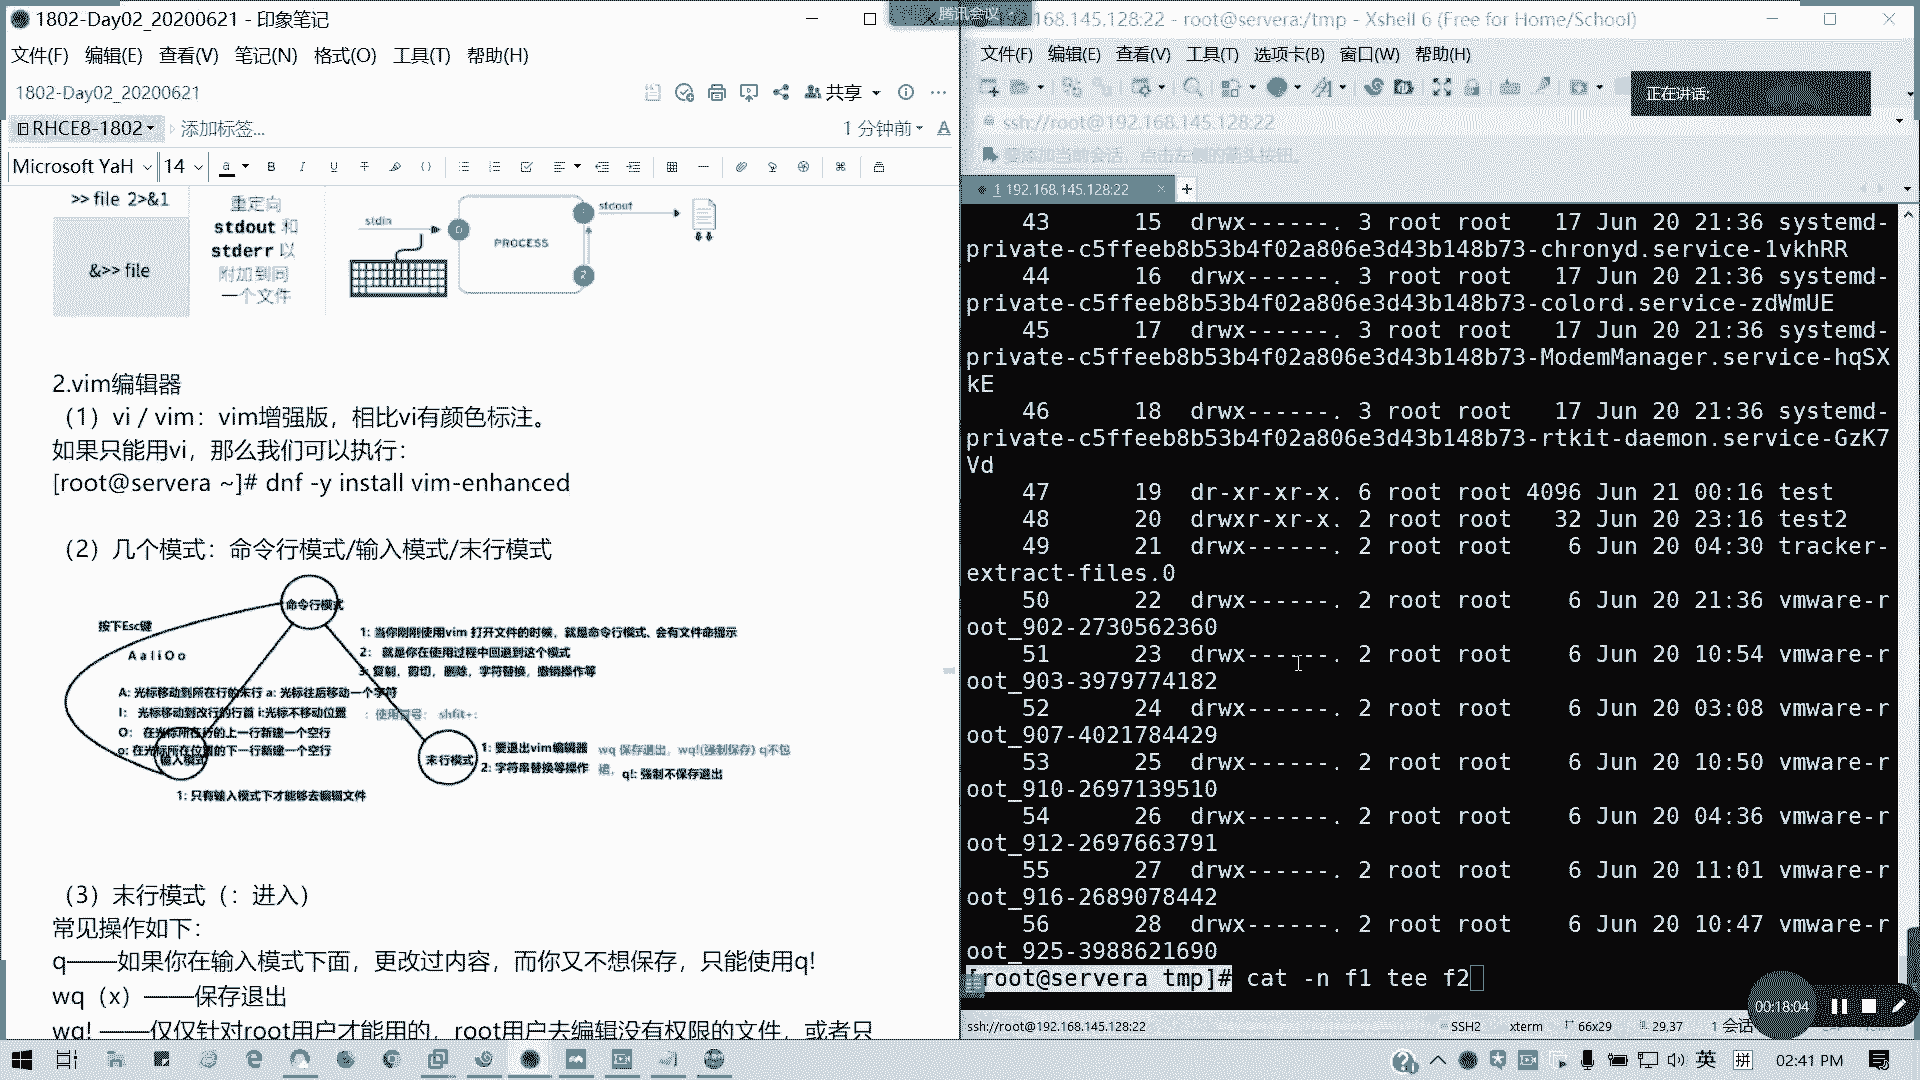 1802-Day02_20200621 - 印象笔记
文件(F) 编辑(E) 查看(V) 笔记(N) 格式(O) 工具(T) 帮助(H)
1802-Day02_20200621
共享
RHCE8-1802
添加标签...
1 分钟前
Microsoft YaH 14
>> file 2>&1
&>> file
重定向
stdout 和
stderr 以
附加到同
一个文件
stdin
PROCESS
stdout
2.vim编辑器
（1）vi / vim：vim增强版，相比vi有颜色标注。
如果只能用vi，那么我们可以执行：
[root@servera ~]# dnf -y install vim-enhanced
（2）几个模式：命令行模式/输入模式/末行模式
命令行模式
按下Esc键
A a I i O o
1: 当你刚刚使用vim 打开文件的时候，就是命令行模式、会有文件命提示
2： 就是你在使用过程中回退到这个模式
3: 复制，剪切，删除，字符替换，撤销操作等
A: 光标移动到所在行的末行 a: 光标往后移动一个字符
I： 光标移动到改行的行首 i:光标不移动位置
O： 在光标所在行的上一行新建一个空行
o: 在光标所在位置的下一行新建一个空行
：使用冒号： shfit+:
输入模式
1: 只有输入模式下才能够去编辑文件
末行模式
1: 要退出vim编辑器
2: 字符串替换等操作
wq 保存退出，wq!(强制保存) q不包
q!: 强制不保存退出
（3）末行模式（：进入）
常见操作如下：
q——如果你在输入模式下面，更改过内容，而你又不想保存，只能使用q!
wq（x）——保存退出
wq! ——仅仅针对root用户才能用的，root用户去编辑没有权限的文件，或者只
腾讯会议
168.145.128:22 - root@servera:/tmp - Xshell 6 (Free for Home/School)
文件(F) 编辑(E) 查看(V) 工具(T) 选项卡(B) 窗口(W) 帮助(H)
正在讲话:
ssh://root@192.168.145.128:22
要添加当前会话，点击左侧的箭头按钮。
1 192.168.145.128:22
43 15 drwx------. 3 root root 17 Jun 20 21:36 systemd-
private-c5ffeeb8b53b4f02a806e3d43b148b73-chronyd.service-1vkhRR
44 16 drwx------. 3 root root 17 Jun 20 21:36 systemd-
private-c5ffeeb8b53b4f02a806e3d43b148b73-colord.service-zdWmUE
45 17 drwx------. 3 root root 17 Jun 20 21:36 systemd-
private-c5ffeeb8b53b4f02a806e3d43b148b73-ModemManager.service-hqSX
kE
46 18 drwx------. 3 root root 17 Jun 20 21:36 systemd-
private-c5ffeeb8b53b4f02a806e3d43b148b73-rtkit-daemon.service-GzK7
Vd
47 19 dr-xr-xr-x. 6 root root 4096 Jun 21 00:16 test
48 20 drwxr-xr-x. 2 root root 32 Jun 20 23:16 test2
49 21 drwx------. 2 root root 6 Jun 20 04:30 tracker-
extract-files.0
50 22 drwx------. 2 root root 6 Jun 20 21:36 vmware-r
oot_902-2730562360
51 23 drwx------. 2 root root 6 Jun 20 10:54 vmware-r
oot_903-3979774182
52 24 drwx------. 2 root root 6 Jun 20 03:08 vmware-r
oot_907-4021784429
53 25 drwx------. 2 root root 6 Jun 20 10:50 vmware-r
oot_910-2697139510
54 26 drwx------. 2 root root 6 Jun 20 04:36 vmware-r
oot_912-2697663791
55 27 drwx------. 2 root root 6 Jun 20 11:01 vmware-r
oot_916-2689078442
56 28 drwx------. 2 root root 6 Jun 20 10:47 vmware-r
oot_925-3988621690
[root@servera tmp]# cat -n f1 tee f2
00:18:04
ssh://root@192.168.145.128:22 SSH2 xterm 66x29 29,37 1 会话
英 拼 02:41 PM